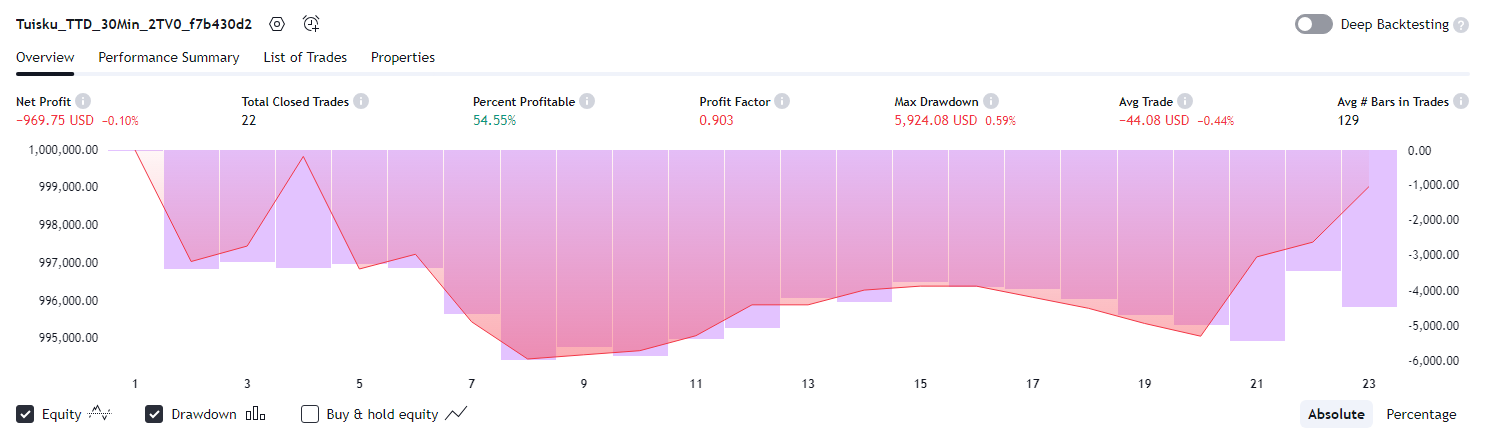 Tuisku_TTD_30Min_2TV0_f7b430d2
Deep Backtesting ?
Overview Performance Summary List of Trades Properties
Net Profit i Total Closed Trades i Percent Profitable i Profit Factor i Max Drawdown i Avg Trade i Avg # Bars in Trades i
−969.75 USD −0.10% 22 54.55% 0.903 5,924.08 USD 0.59% −44.08 USD −0.44% 129
1,000,000.00 0.00
999,000.00 -1,000.00
998,000.00 -2,000.00
997,000.00 -3,000.00
996,000.00 -4,000.00
995,000.00 -5,000.00
-6,000.00
1 3 5 7 9 11 13 15 17 19 21 23
Equity Drawdown Buy & hold equity Absolute Percentage